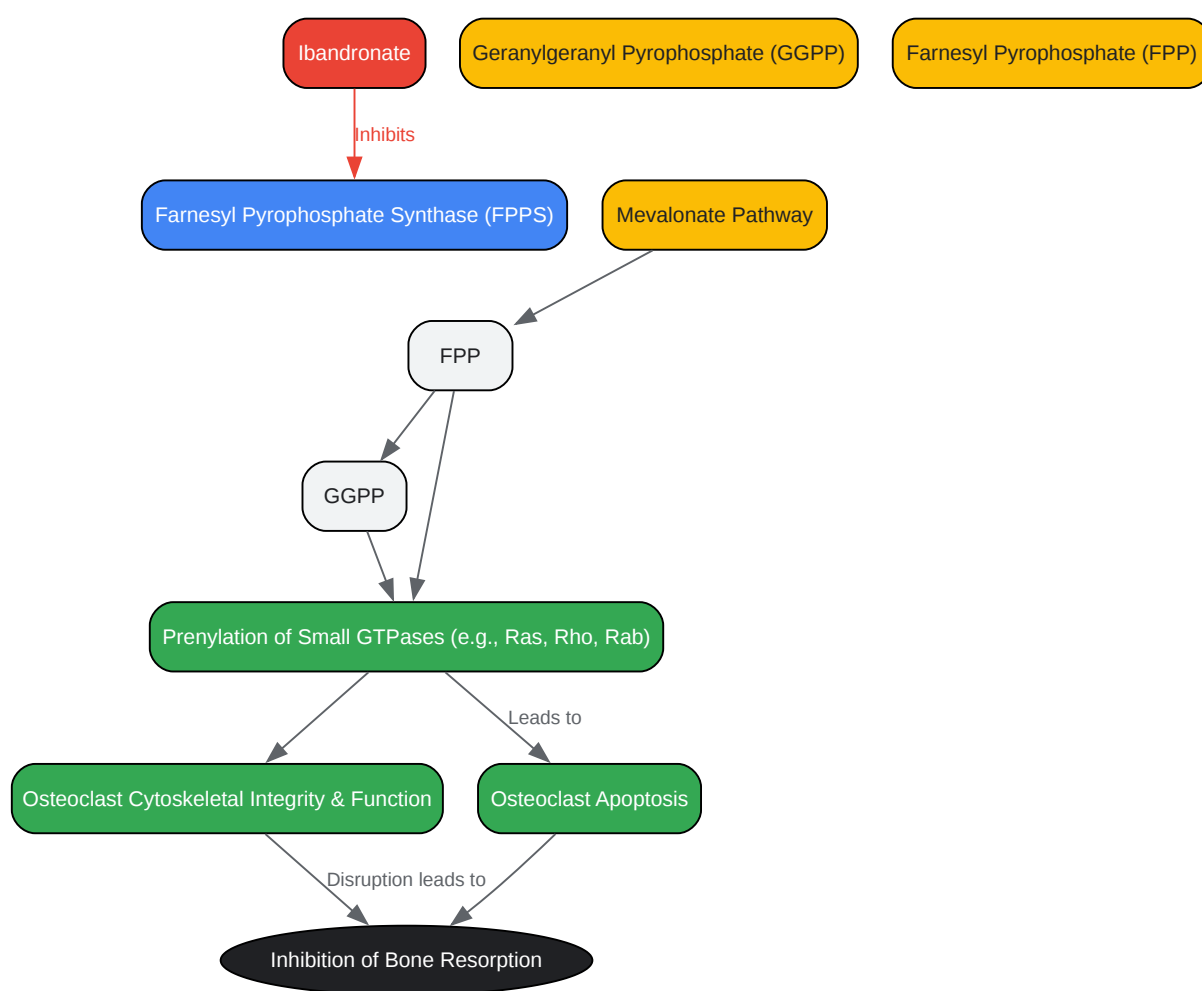 Ibandronate
Geranylgeranyl Pyrophosphate (GGPP)
Farnesyl Pyrophosphate (FPP)
Inhibits
Farnesyl Pyrophosphate Synthase (FPPS)
Mevalonate Pathway
FPP
GGPP
Prenylation of Small GTPases (e.g., Ras, Rho, Rab)
Leads to
Osteoclast Cytoskeletal Integrity & Function
Osteoclast Apoptosis
Disruption leads to
Inhibition of Bone Resorption